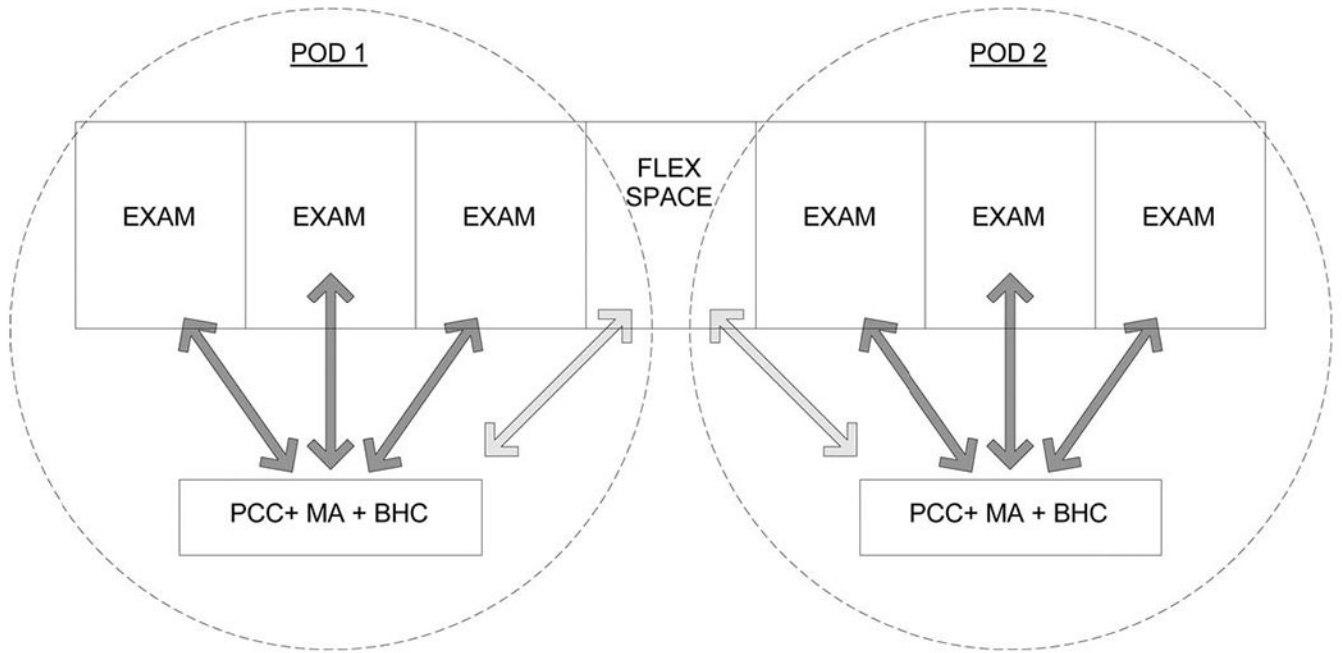 POD 1
POD 2
EXAM
EXAM
EXAM
FLEX
SPACE
EXAM
EXAM
EXAM
PCC+ MA + BHC
PCC+ MA + BHC